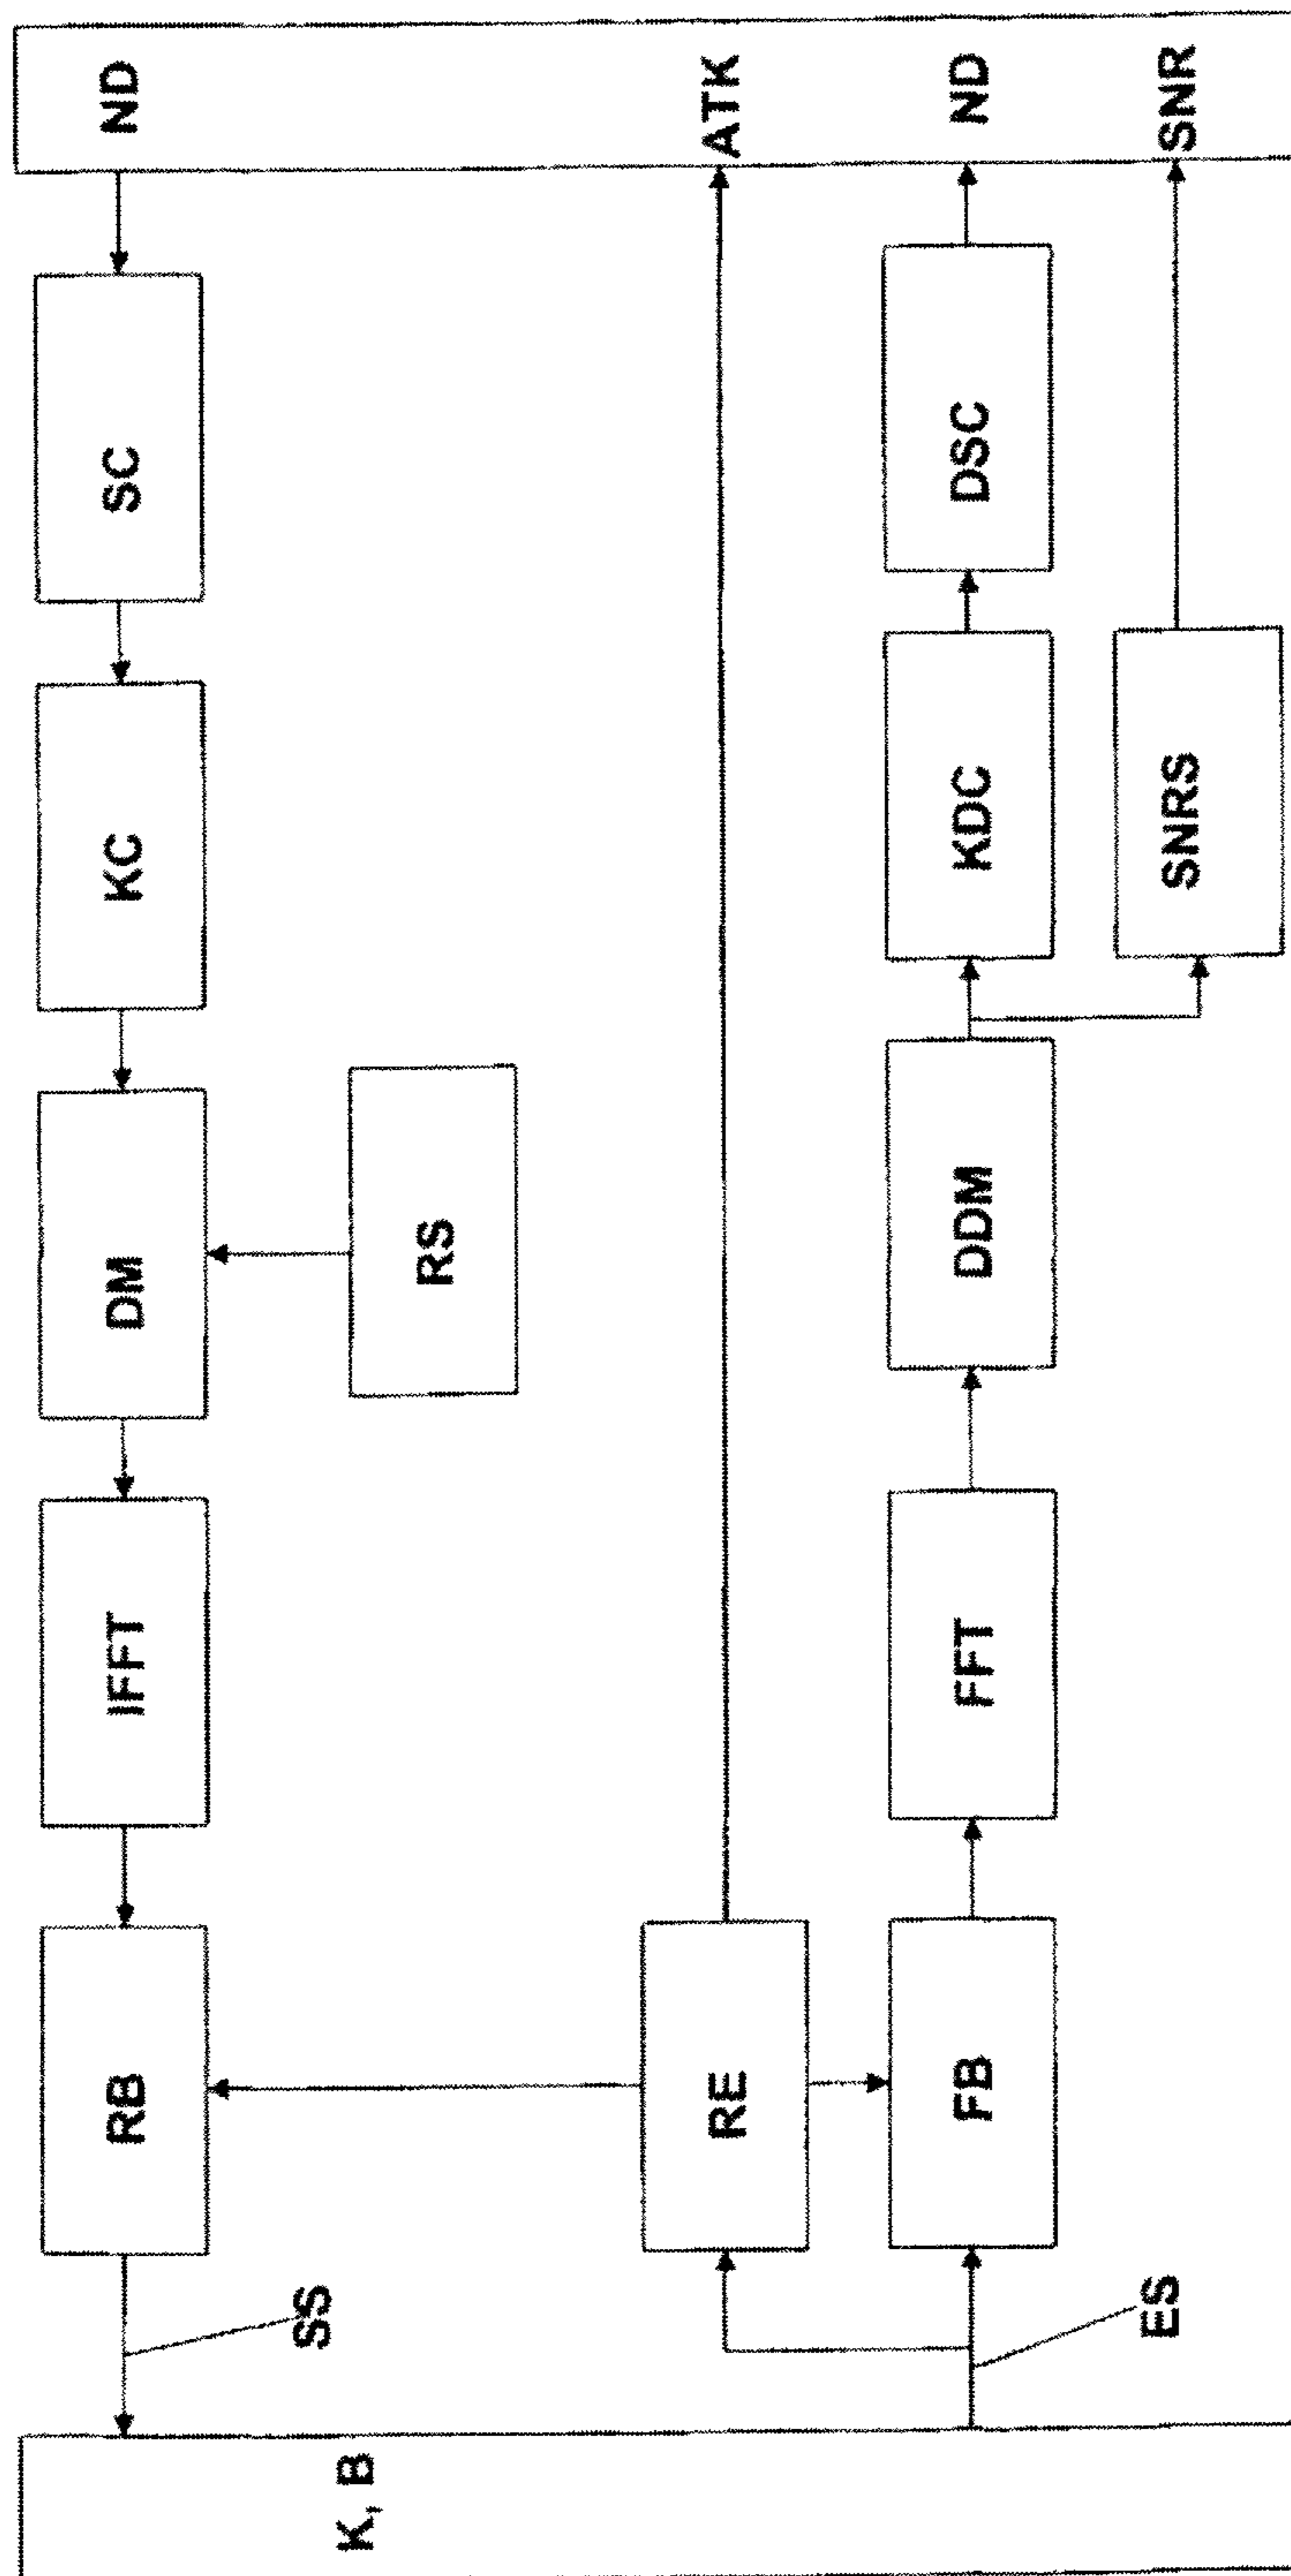 K, B
SS
RB
IFFT
DM
KC
SC
ND
RS
RE
ATK
ES
FB
FFT
DDM
KDC
DSC
ND
SNRS
SNR